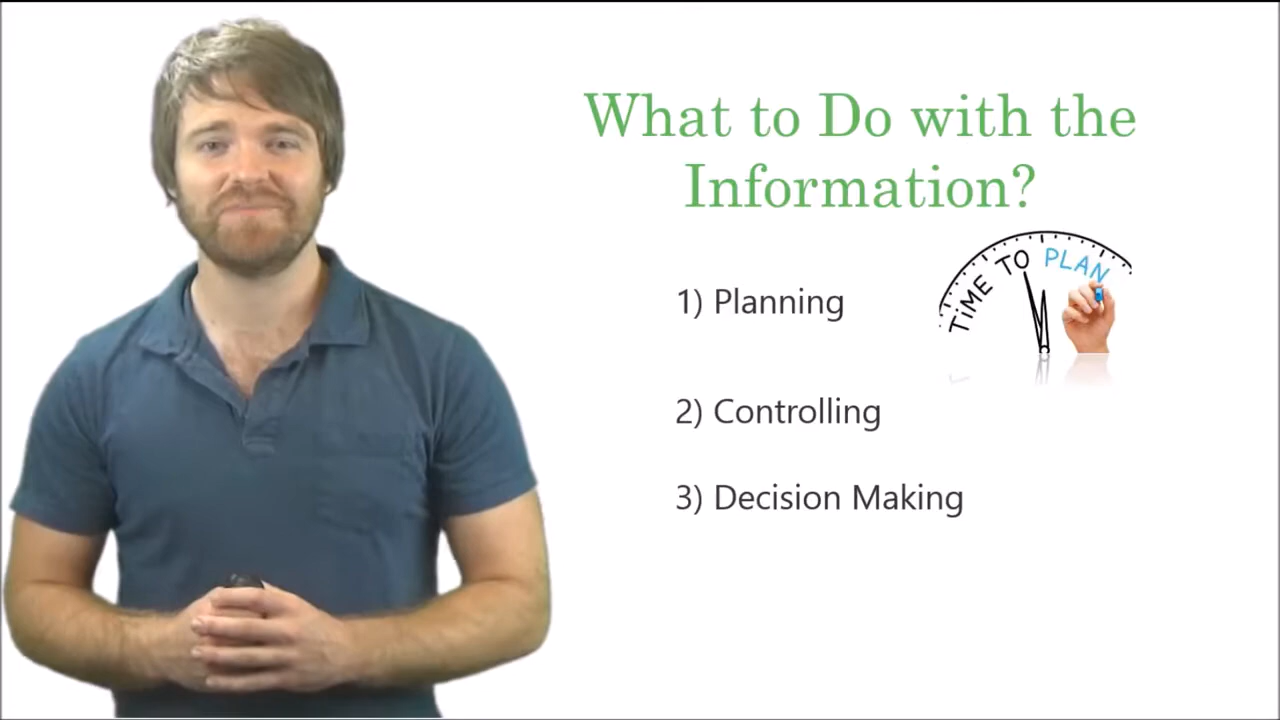 What to Do with the
Information?
TIME TO PLAN
1) Planning
2) Controlling
3) Decision Making